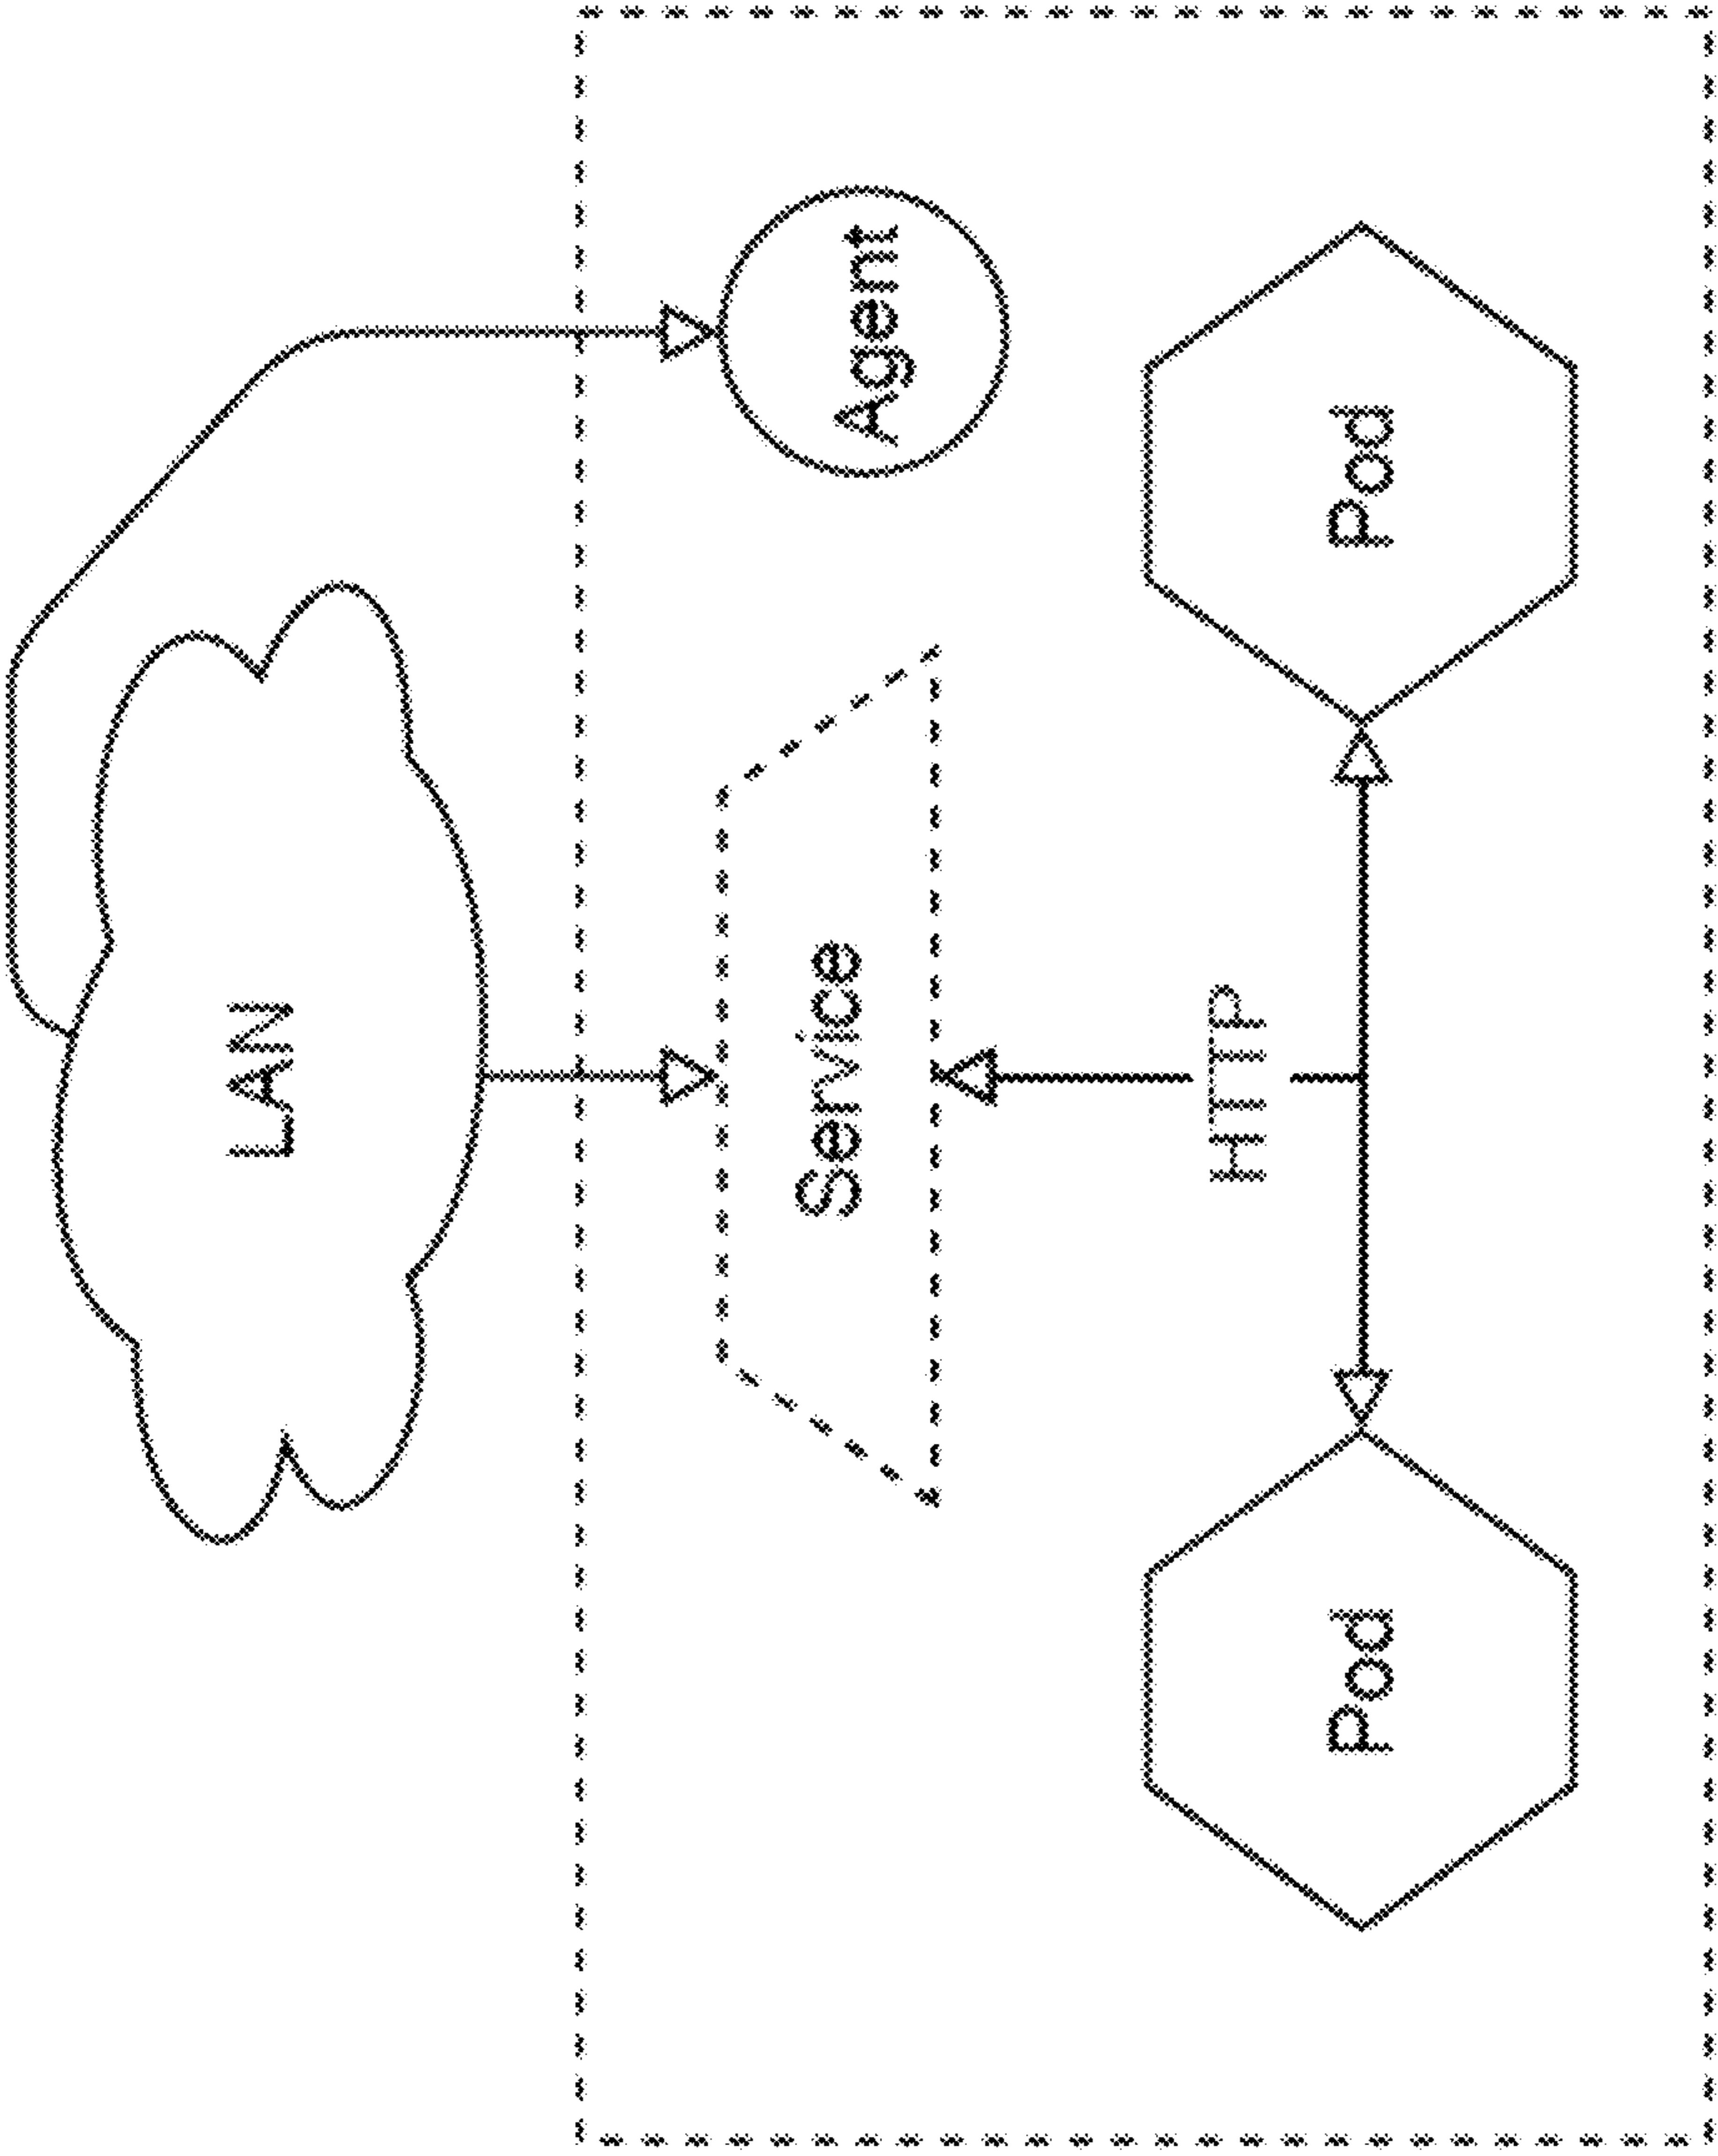 LAN
Service
Agent
HTTP
Pod
Pod